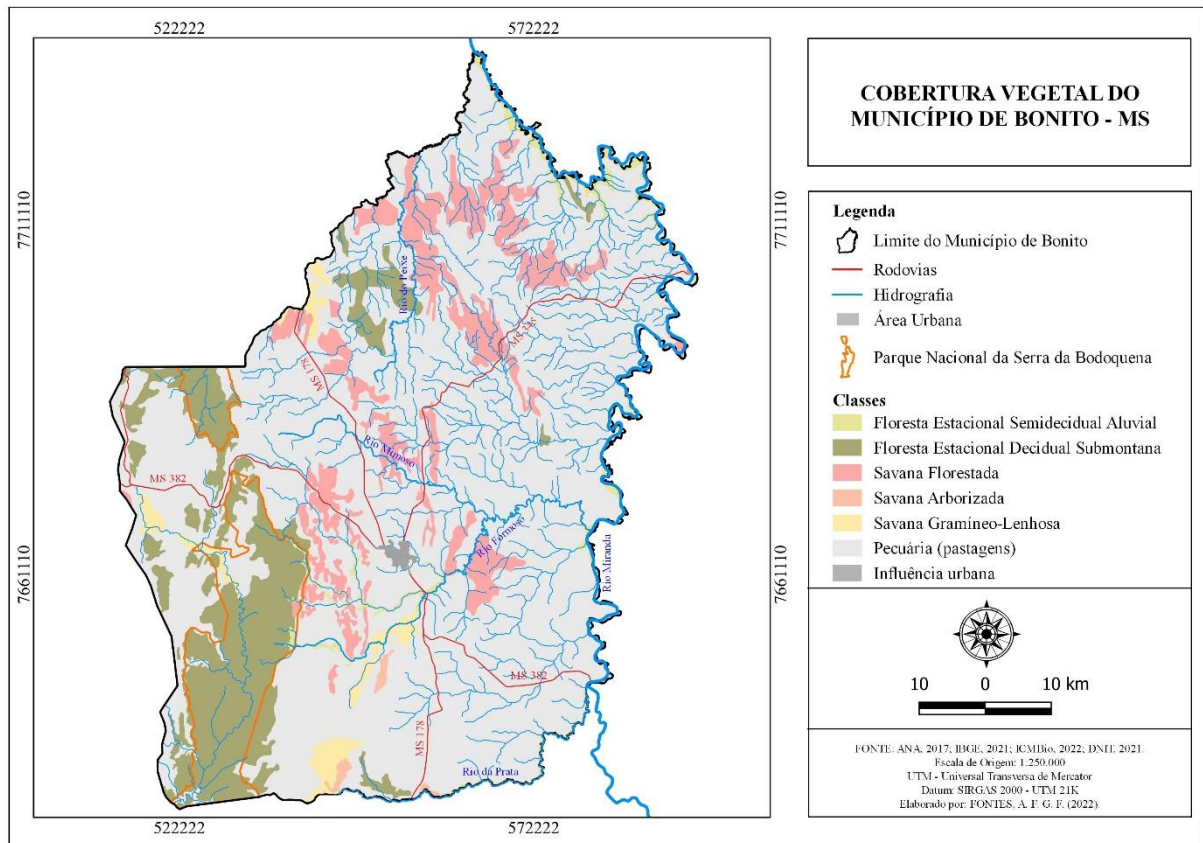 522222
572222
7711110
7711110
7661110
7661110
Rio do Peixe
MS 345
MS 178
Rio Mimoso
MS 382
Rio Formoso
Rio Miranda
MS 382
MS 178
Rio da Prata
522222
572222
COBERTURA VEGETAL DO
MUNICÍPIO DE BONITO - MS
Legenda
Limite do Município de Bonito
Rodovias
Hidrografia
Área Urbana
Parque Nacional da Serra da Bodoquena
Classes
Floresta Estacional Semidecidual Aluvial
Floresta Estacional Decidual Submontana
Savana Florestada
Savana Arborizada
Savana Gramíneo-Lenhosa
Pecuária (pastagens)
Influência urbana
10 0 10 km
FONTE: ANA, 2017; IBGE, 2021; ICMBio, 2022; DNIT, 2021.
Escala de Origem: 1:250.000
UTM - Universal Transversa de Mercator
Datum: SIRGAS 2000 - UTM 21K
Elaborado por: FONTES, A. F. G. F. (2022).